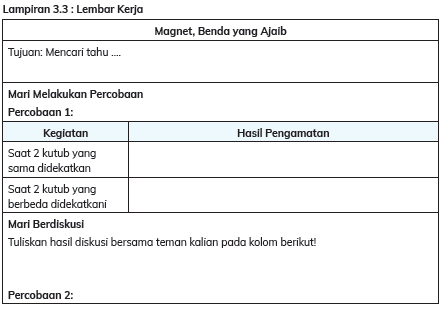 Lampiran 3.3 : Lembar Kerja
Magnet, Benda yang Ajaib
Tujuan: Mencari tahu ....
Mari Melakukan Percobaan
Percobaan 1:
Kegiatan
Hasil Pengamatan
Saat 2 kutub yang
sama didekatkan
Saat 2 kutub yang
berbeda didekatkani
Mari Berdiskusi
Tuliskan hasil diskusi bersama teman kalian pada kolom berikut!
Percobaan 2: